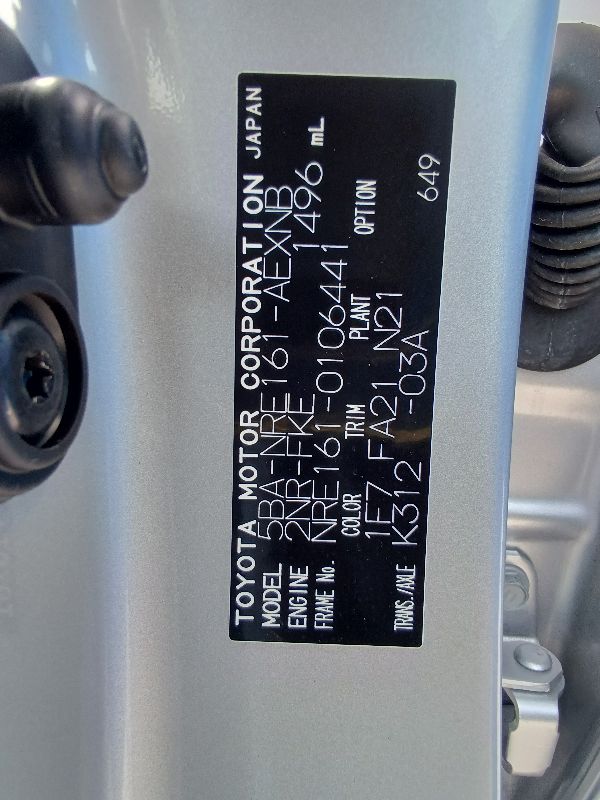 TOYOTA MOTOR CORPORATION JAPAN
MODEL 5BA-NRE161-AEXNB
ENGINE 2NR-FKE 1496 mL
FRAME No. NRE161-0106441
COLOR TRIM PLANT OPTION
1F7 FA21 N21
TRANS./AXLE K312 -03A 649